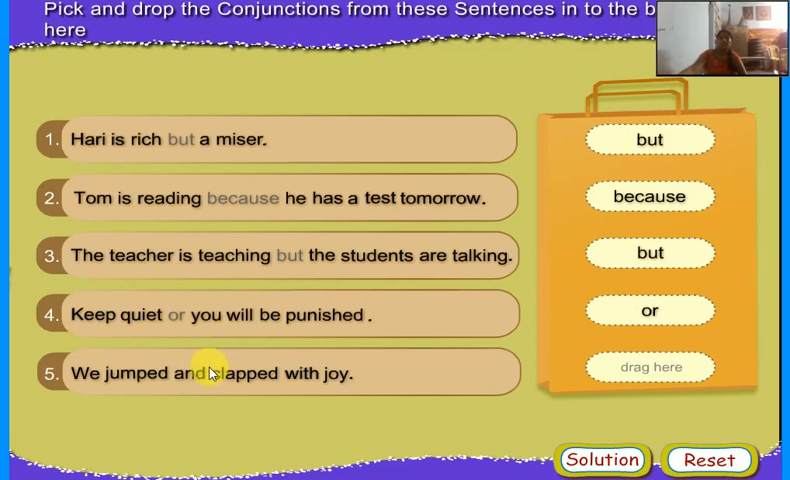 Pick and drop the Conjunctions from these Sentences in to the
here
1. Hari is rich but a miser.
but
2. Tom is reading because he has a test tomorrow.
because
3. The teacher is teaching but the students are talking.
but
4. Keep quiet or you will be punished .
or
5. We jumped and clapped with joy.
drag here
Solution
Reset